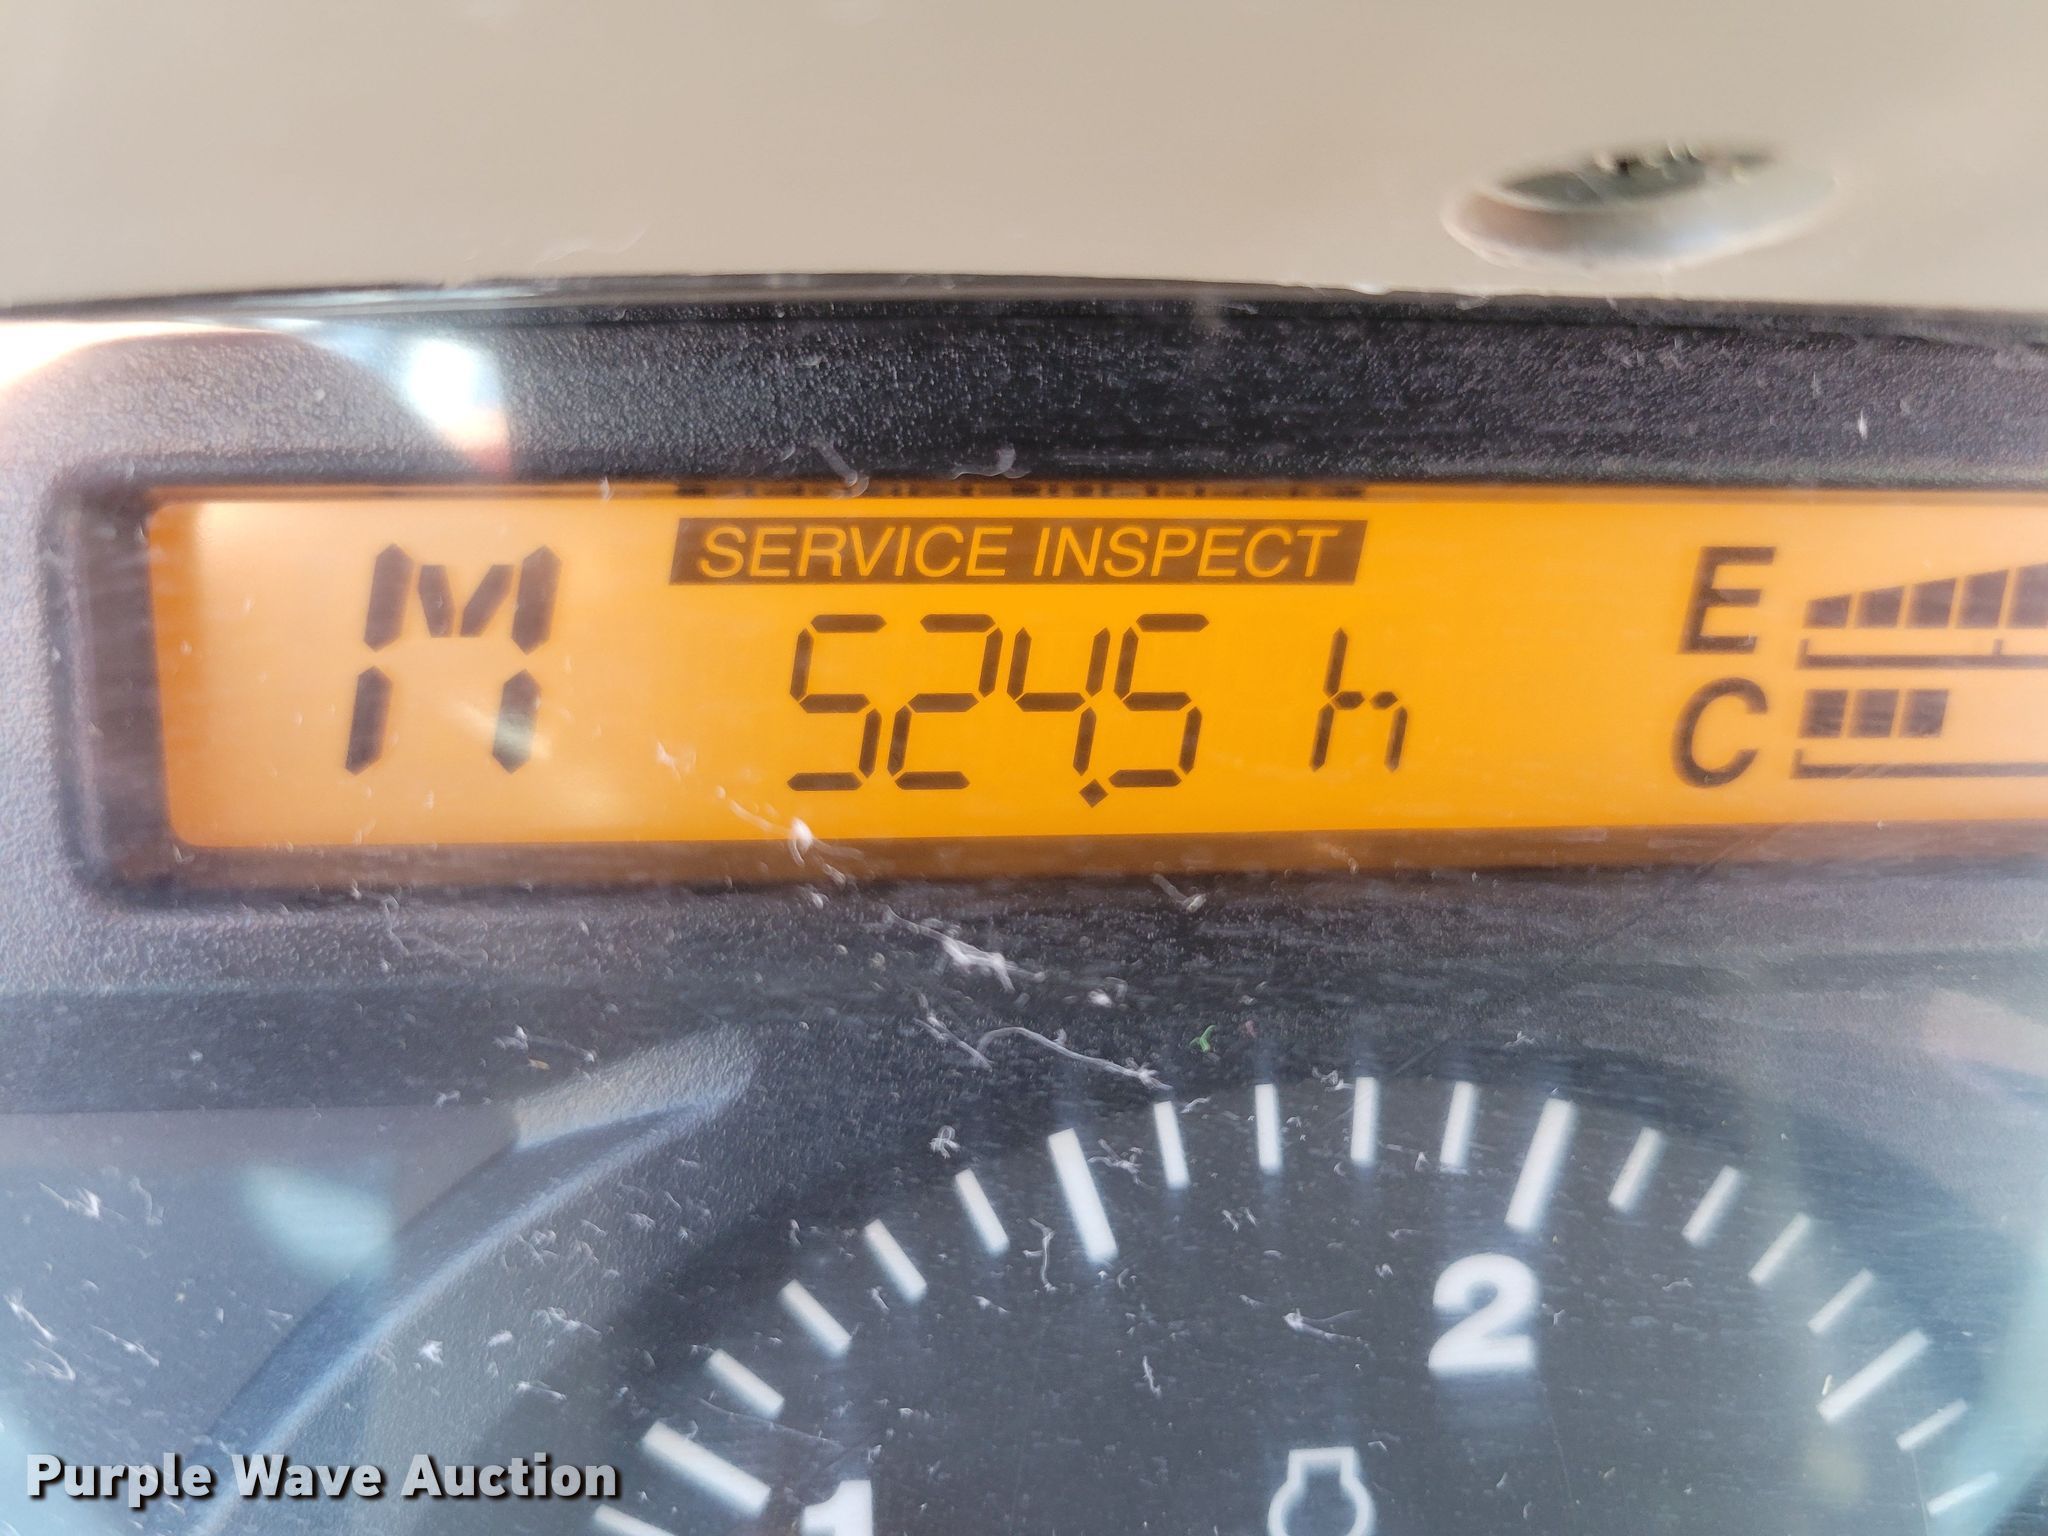 SERVICE INSPECT
M 524.5 h
E
C
2
1
Purple Wave Auction